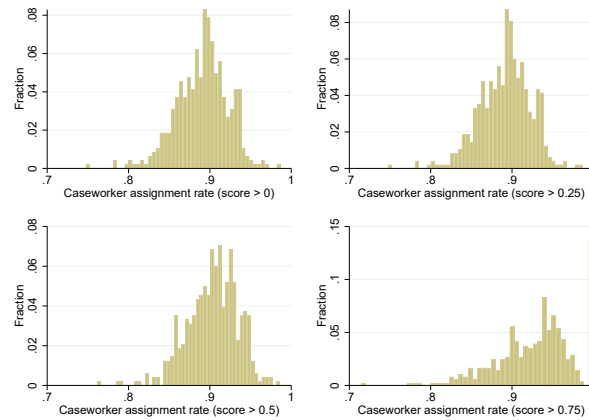 Fraction
0 .02 .04 .06 .08
.7 .8 .9 1
Caseworker assignment rate (score > 0)
Fraction
0 .02 .04 .06 .08
.7 .8 .9 1
Caseworker assignment rate (score > 0.25)
Fraction
0 .02 .04 .06 .08
.7 .8 .9 1
Caseworker assignment rate (score > 0.5)
Fraction
0 .05 .1 .15
.7 .8 .9 1
Caseworker assignment rate (score > 0.75)